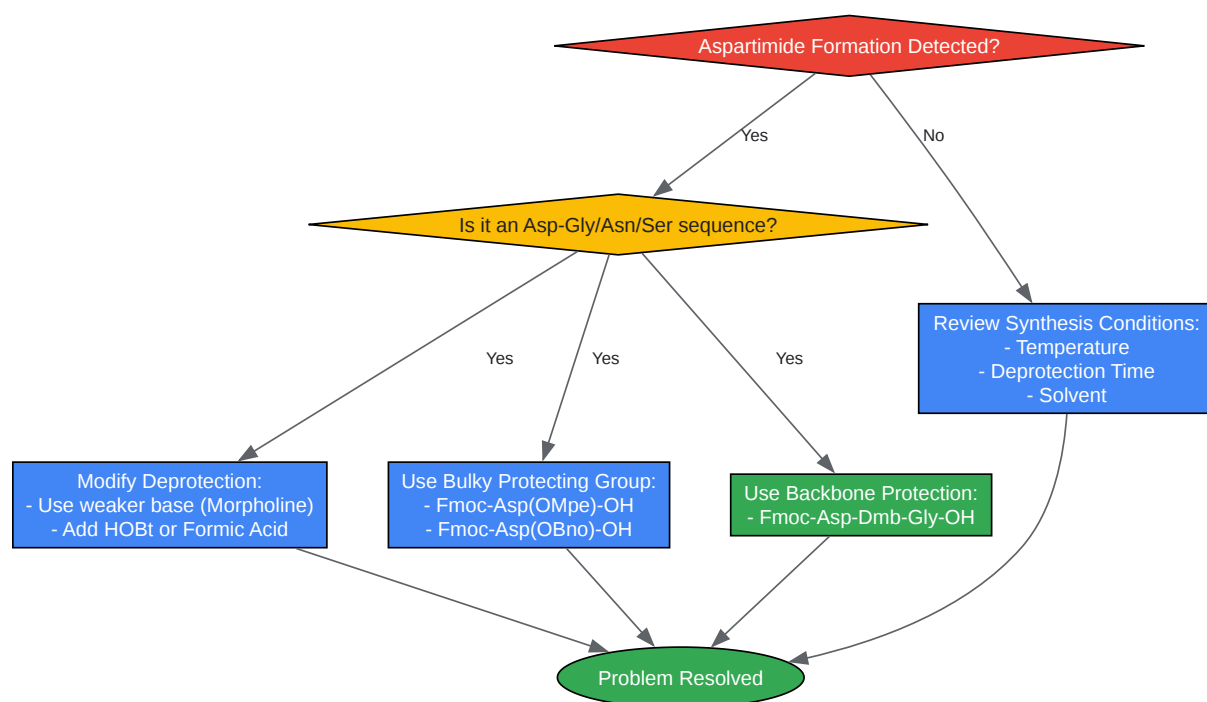 Aspartimide Formation Detected?
Yes
No
Is it an Asp-Gly/Asn/Ser sequence?
Review Synthesis Conditions:
- Temperature
- Deprotection Time
- Solvent
Yes
Yes
Yes
Modify Deprotection:
- Use weaker base (Morpholine)
- Add HOBt or Formic Acid
Use Bulky Protecting Group:
- Fmoc-Asp(OMpe)-OH
- Fmoc-Asp(OBno)-OH
Use Backbone Protection:
- Fmoc-Asp-Dmb-Gly-OH
Problem Resolved